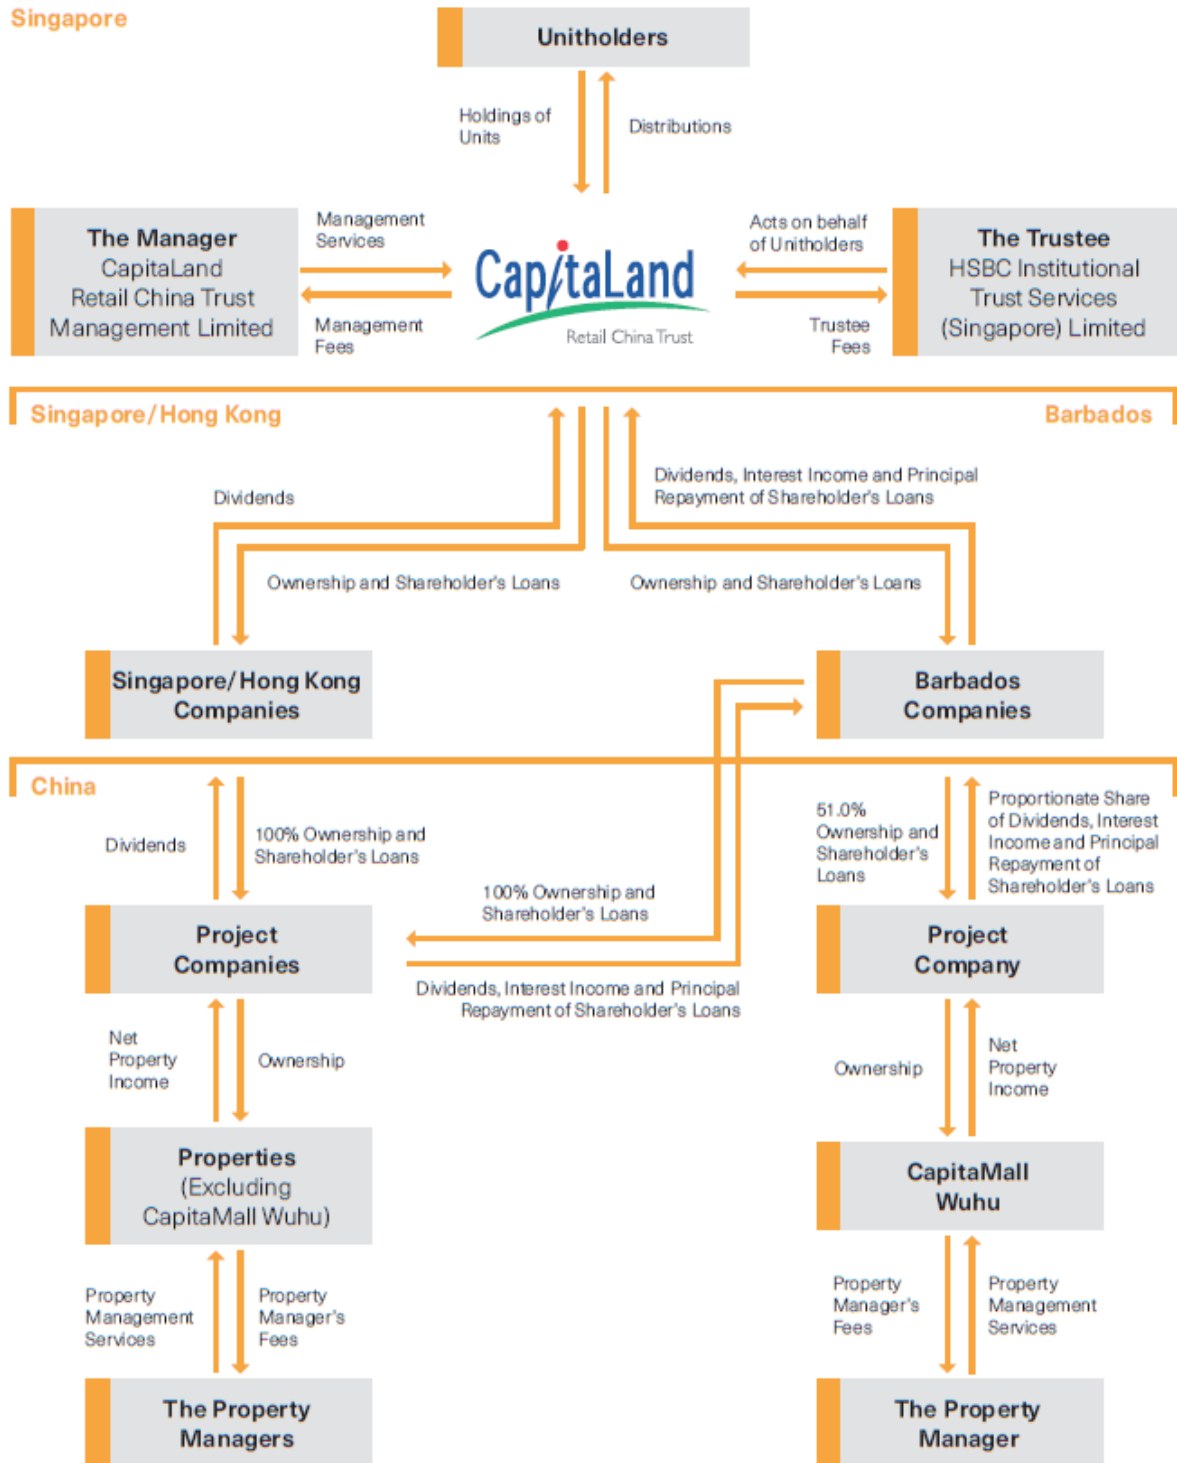 Singapore
Unitholders
Holdings of
Units
Distributions
The Manager
CapitaLand
Retail China Trust
Management Limited
Management
Services
Management
Fees
CapitaLand
Retail China Trust
Acts on behalf
of Unitholders
Trustee
Fees
The Trustee
HSBC Institutional
Trust Services
(Singapore) Limited
Singapore/Hong Kong
Barbados
Dividends
Dividends, Interest Income and Principal
Repayment of Shareholder's Loans
Ownership and Shareholder's Loans
Ownership and Shareholder's Loans
Singapore/Hong Kong
Companies
Barbados
Companies
China
Dividends
100% Ownership and
Shareholder's Loans
100% Ownership and
Shareholder's Loans
51.0%
Ownership and
Shareholder's
Loans
Proportionate Share
of Dividends, Interest
Income and Principal
Repayment of
Shareholder's Loans
Project
Companies
Dividends, Interest Income and Principal
Repayment of Shareholder's Loans
Project
Company
Net
Property
Income
Ownership
Ownership
Net
Property
Income
Properties
(Excluding
CapitaMall Wuhu)
CapitaMall
Wuhu
Property
Management
Services
Property
Manager's
Fees
Property
Manager's
Fees
Property
Management
Services
The Property
Managers
The Property
Manager